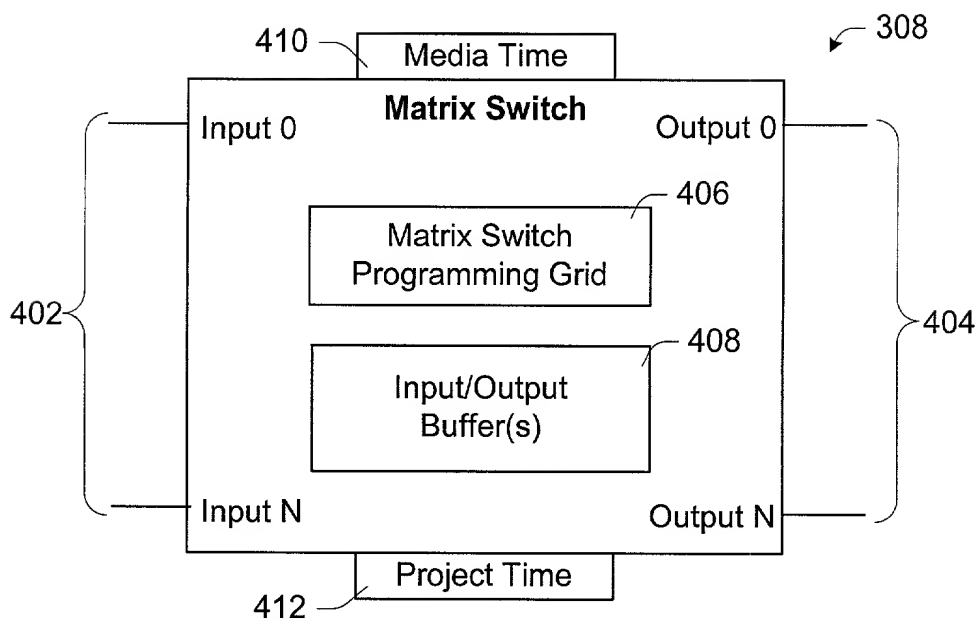 308
410
Media Time
Matrix Switch
Input 0
Output 0
406
Matrix Switch
Programming Grid
402
404
408
Input/Output
Buffer(s)
Input N
Output N
Project Time
412